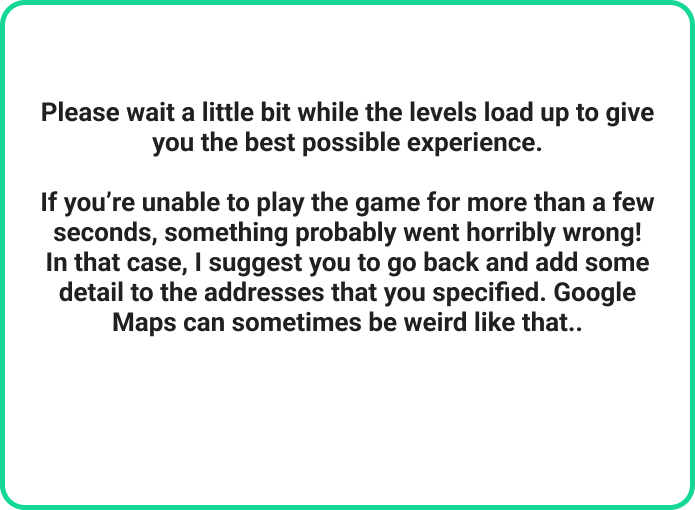 Please wait a little bit while the levels load up to give
you the best possible experience.
If you’re unable to play the game for more than a few
seconds, something probably went horribly wrong!
In that case, I suggest you to go back and add some
detail to the addresses that you specified. Google
Maps can sometimes be weird like that..